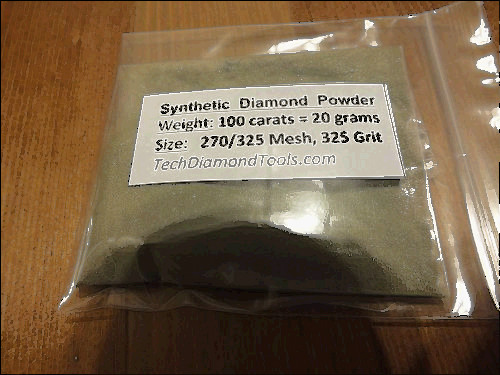 Synthetic Diamond Powder
Weight: 100 carats = 20 grams
Size: 270/325 Mesh, 325 Grit
TechDiamondTools.com